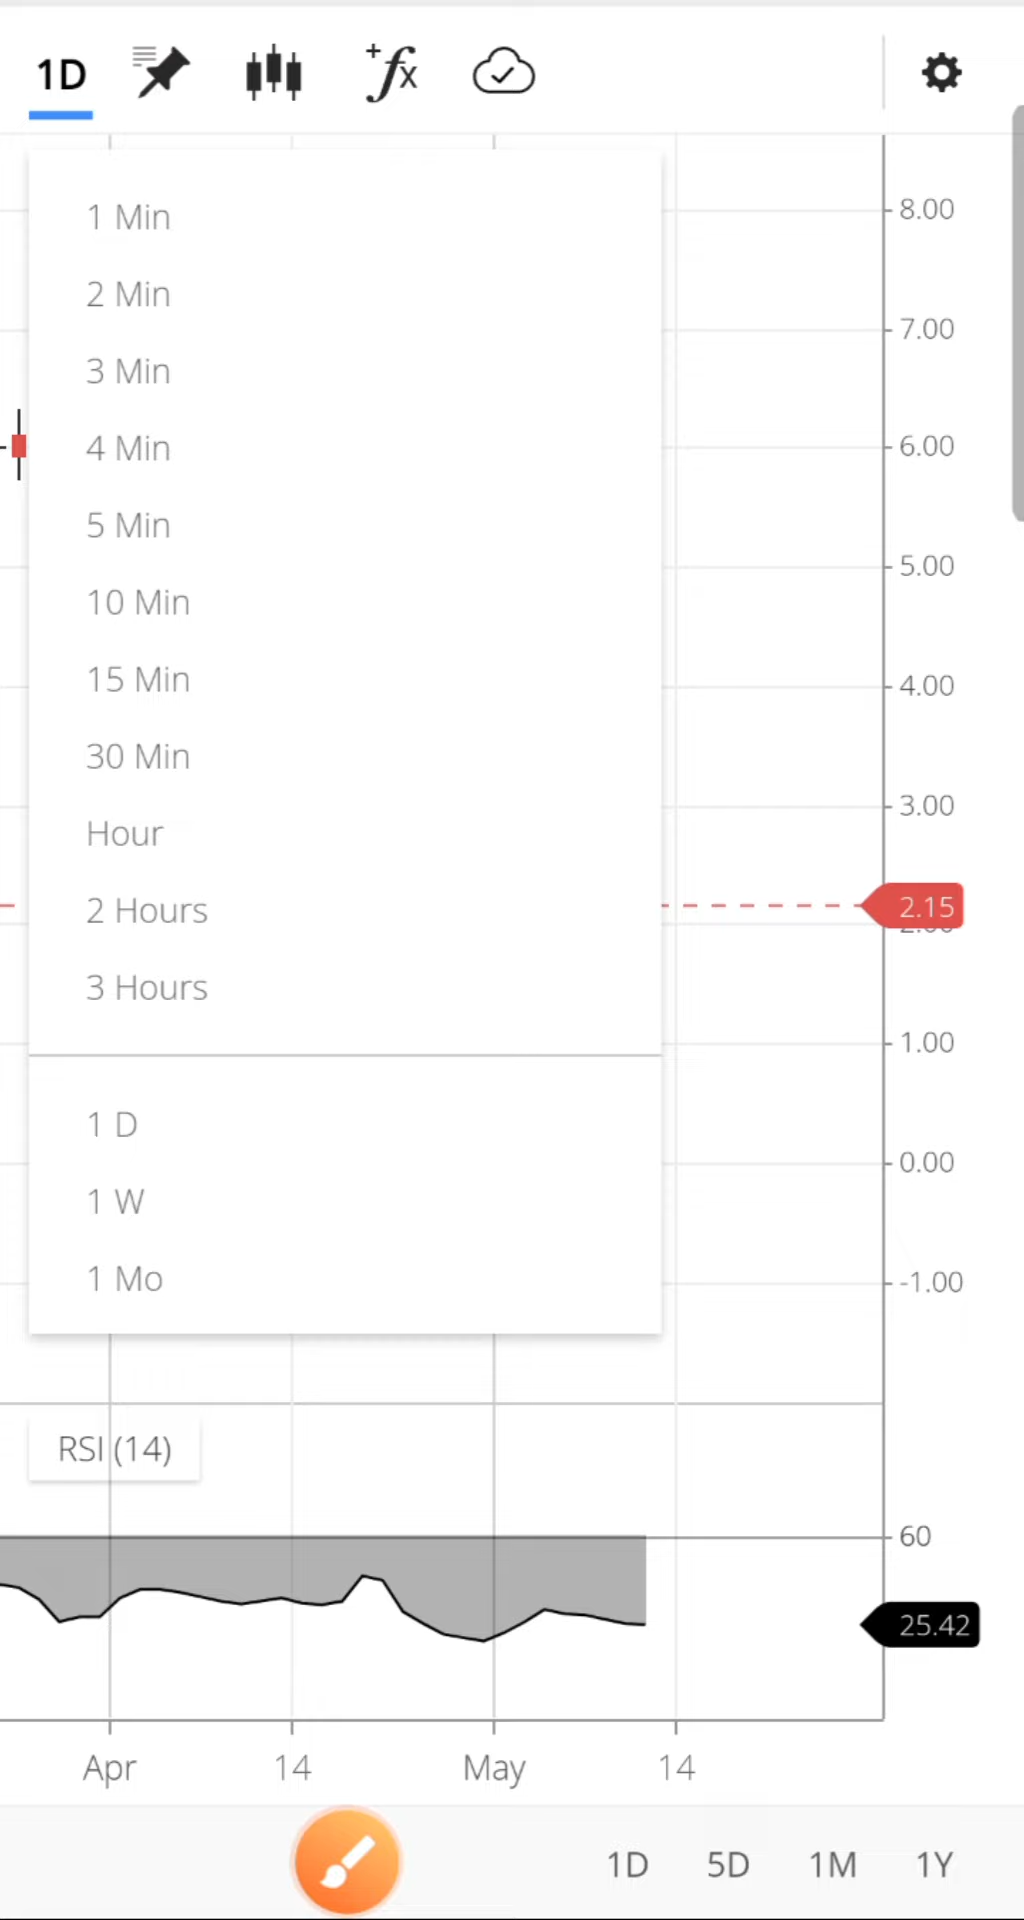 1D
+fx
8.00
1 Min
2 Min
7.00
3 Min
4 Min
6.00
5 Min
5.00
10 Min
15 Min
4.00
30 Min
3.00
Hour
2 Hours
2.15
2.00
3 Hours
1.00
1 D
0.00
1 W
1 Mo
-1.00
RSI (14)
60
25.42
Apr 14 May 14
1D 5D 1M 1Y